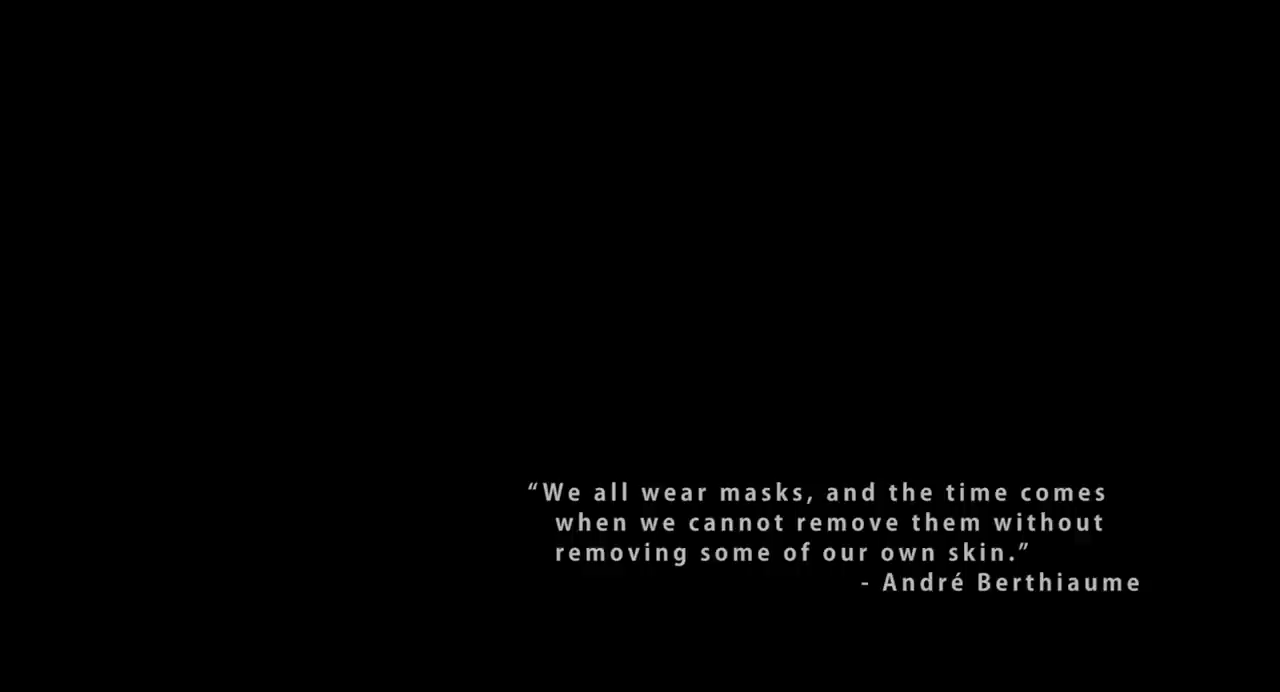 “We all wear masks, and the time comes
when we cannot remove them without
removing some of our own skin.”
- André Berthiaume